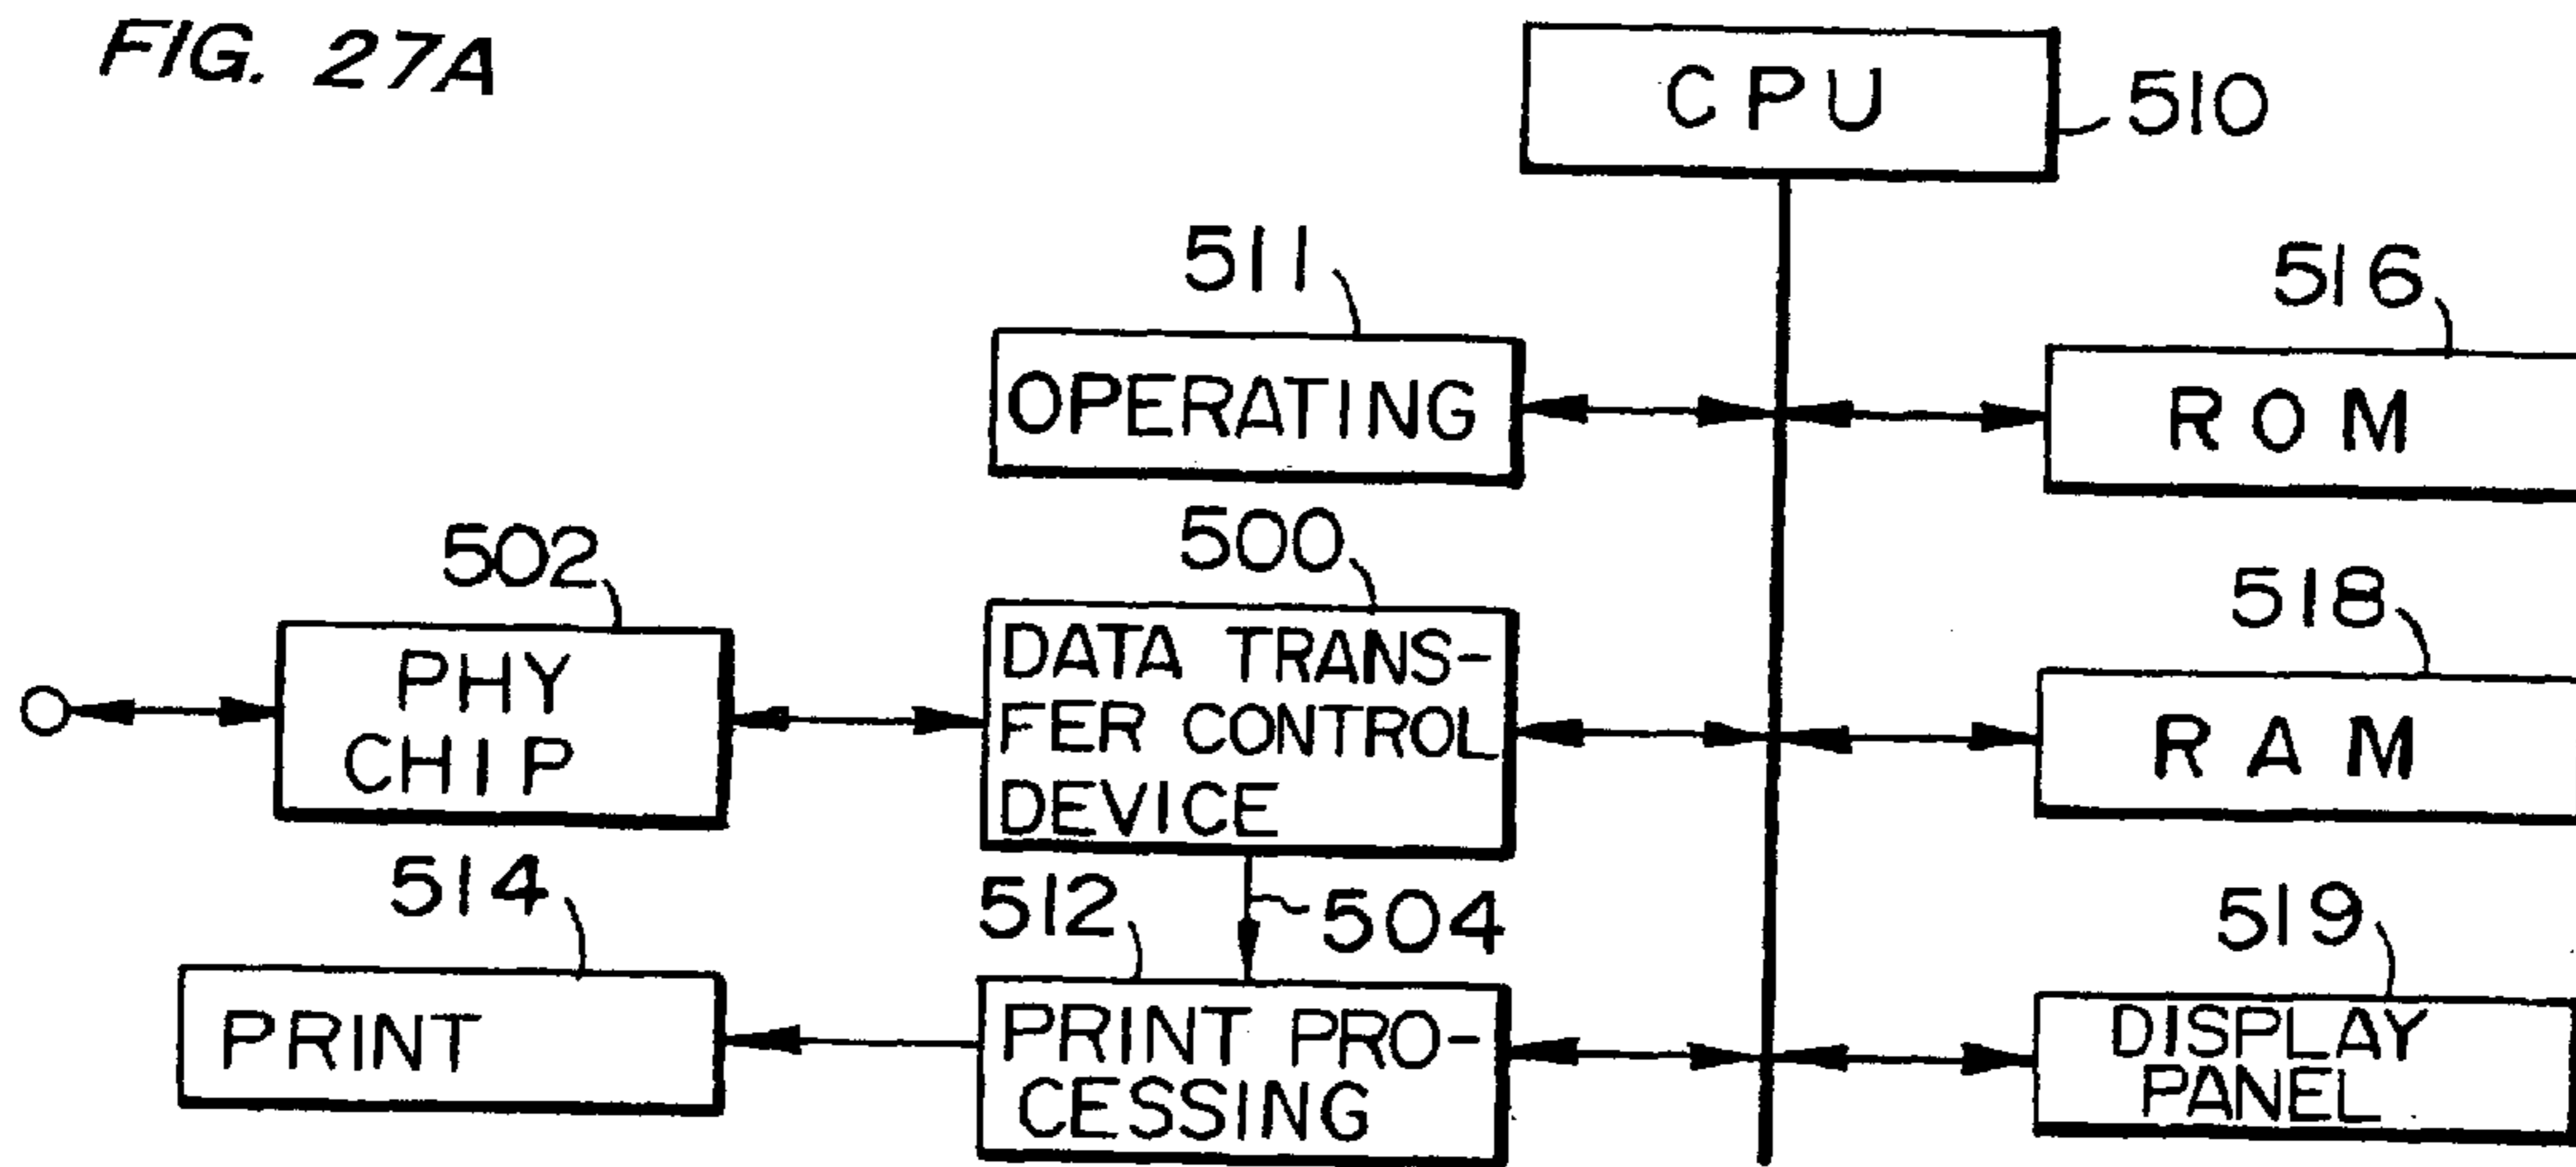 FIG. 27A
CPU
510
511
OPERATING
516
ROM
502
PHY
CHIP
500
DATA TRANS-
FER CONTROL
DEVICE
518
RAM
504
514
PRINT
512
PRINT PRO-
CESSING
519
DISPLAY
PANEL